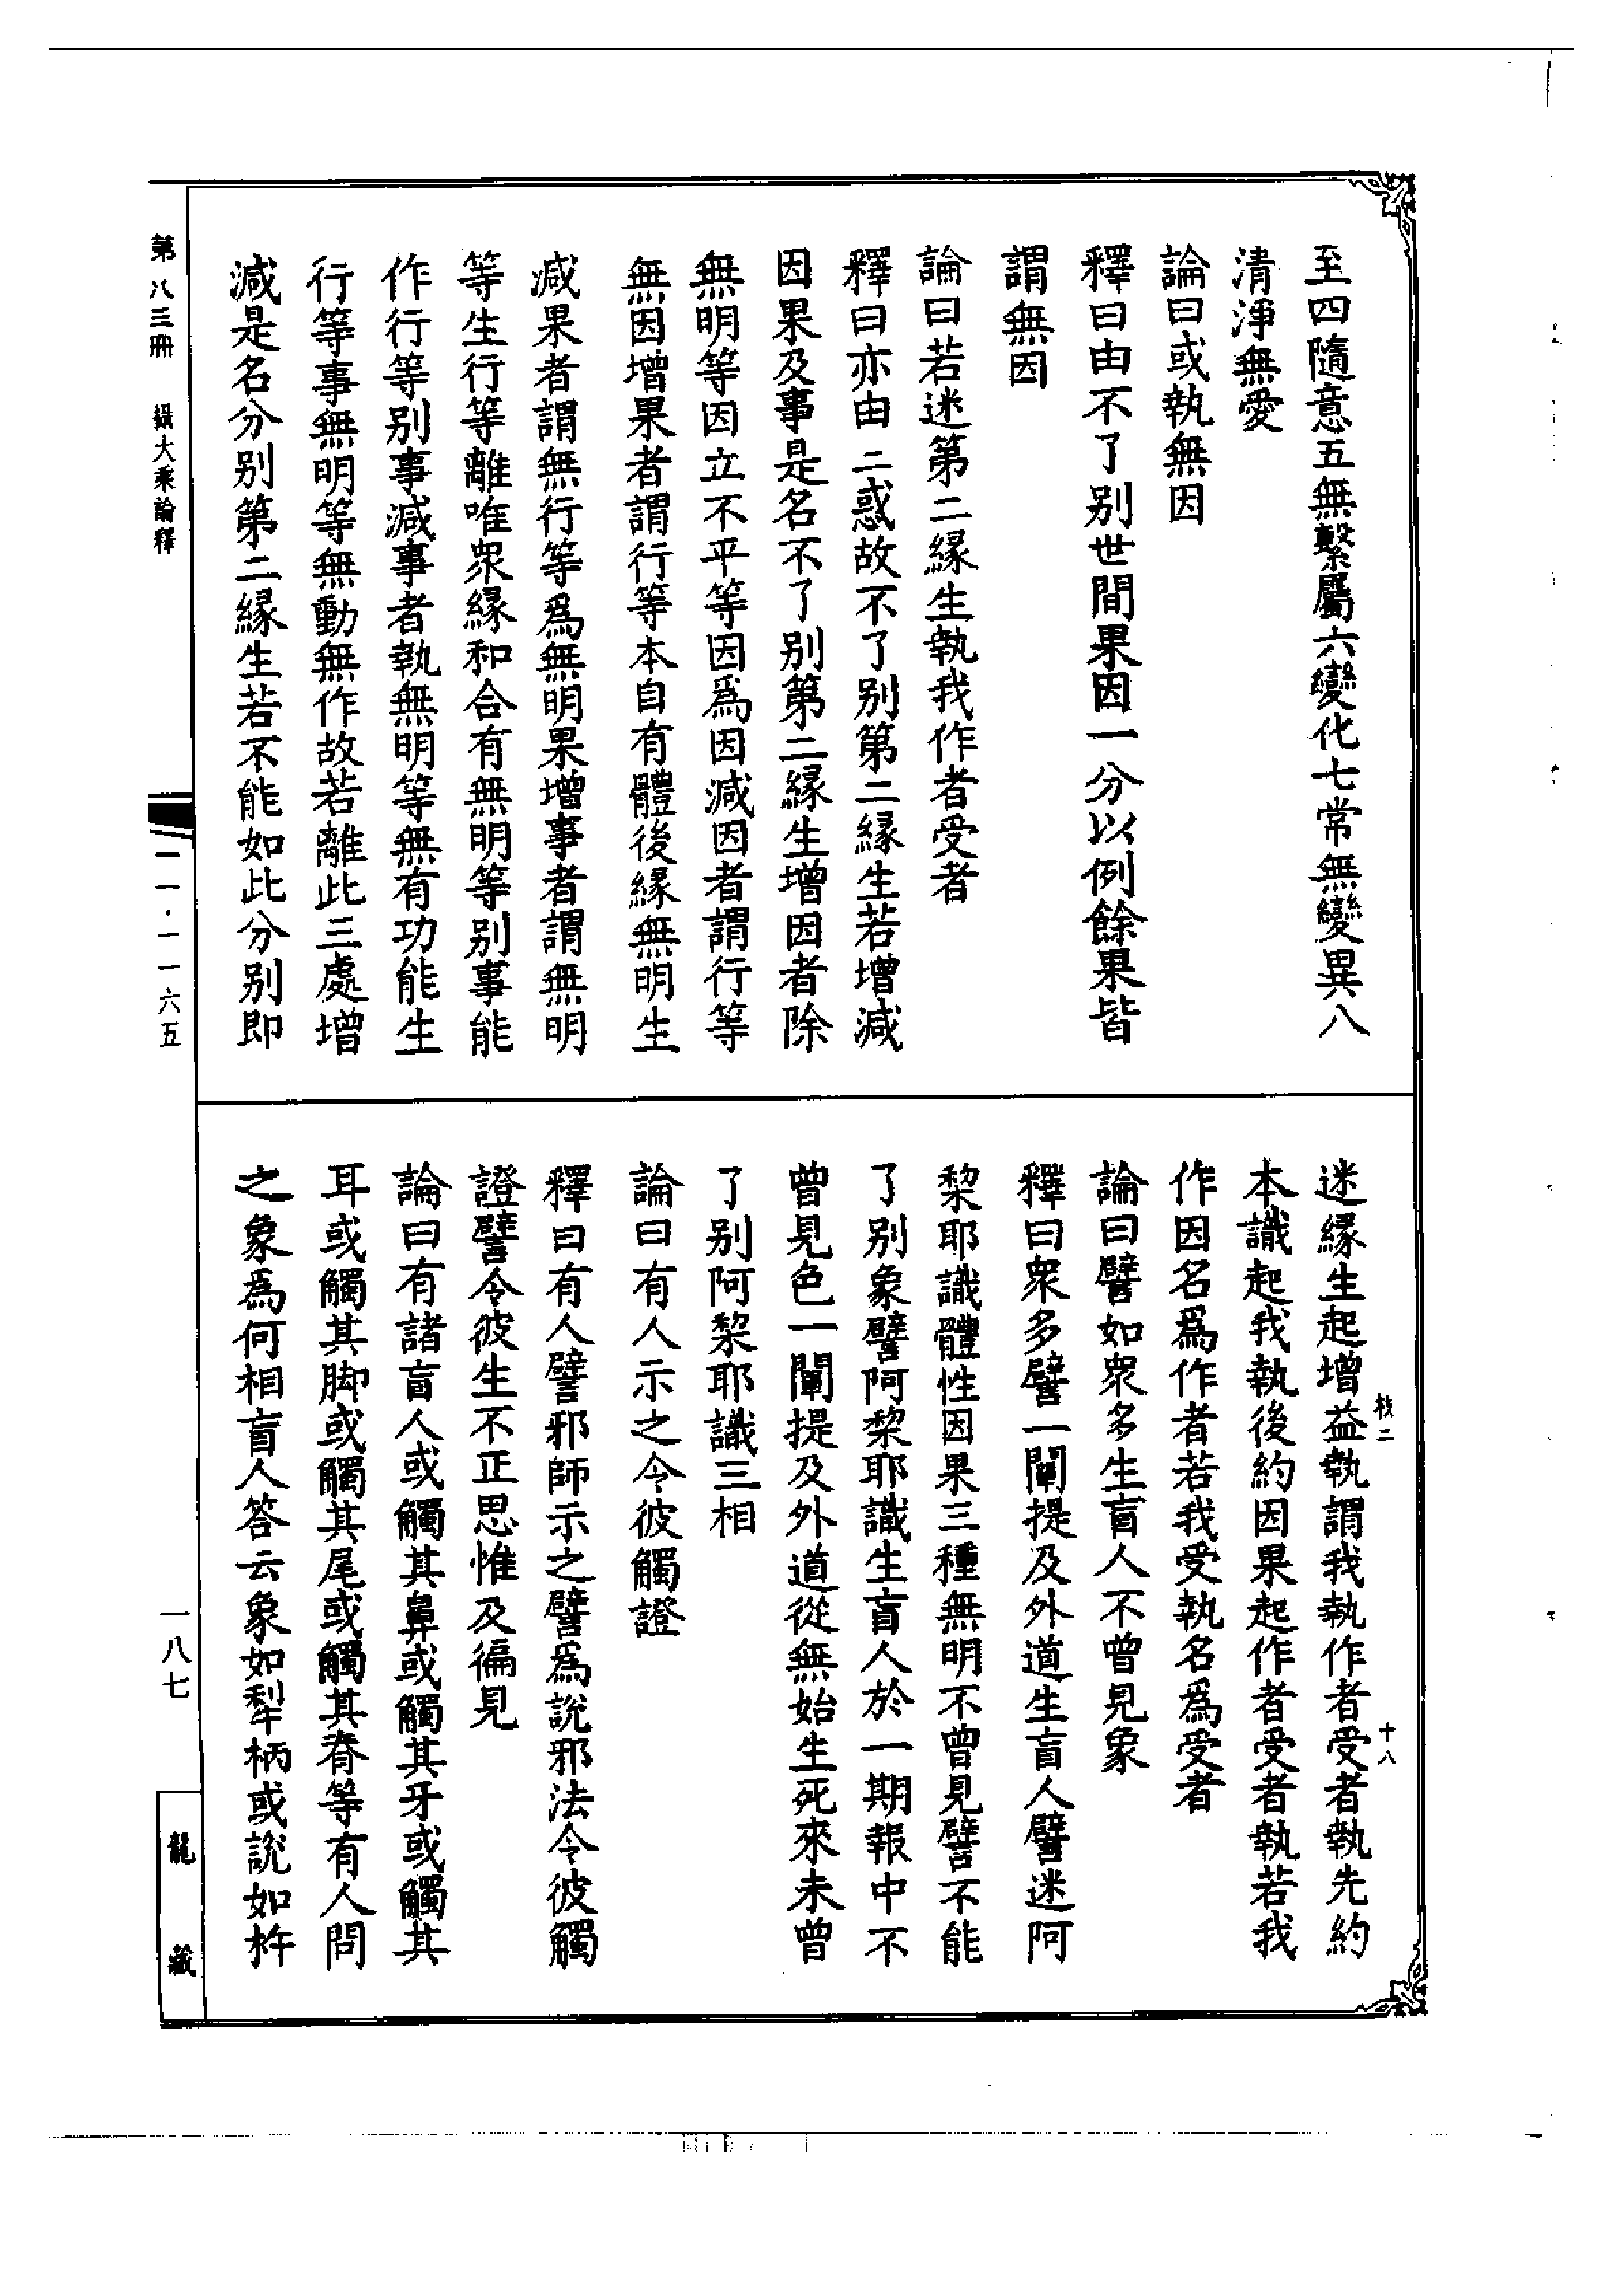 至四隨意五無繫屬六變化七常無變異八
清淨無愛
論曰或執無因
釋曰由不了别世間果因一分以例餘果皆
謂無因
論曰若迷第二緣生執我作者受者
釋曰亦由二惑故不了别第二緣生若增減
因果及事是名不了别第二緣生增因者除
無明等因立不平等因爲因減因者謂行等
無因增果者謂行等本自有體後緣無明生
減果者謂無行等爲無明果增事者謂無明
等生行等離唯衆緣和合有無明等别事能
作行等别事減事者執無明等無有功能生
行等事無明等無動無作故若離此三處增
減是名分别第二緣生若不能如此分别即
迷緣生起增益執謂我執作者受者執先約
本識起我執後約因果起作者受者執若我
作因名爲作者若我受執名爲受者
論曰譬如衆多生盲人不曾見象
釋曰衆多譬一闡提及外道生盲人譬迷阿
黎耶識體性因果三種無明不曾見譬不能
了别象譬阿黎耶識生盲人於一期報中不
曾見色一闡提及外道從無始生死來未曾
了别阿黎耶識三相
論曰有人示之令彼觸證
釋曰有人譬邪師示之譬爲說邪法令彼觸
證譬令彼生不正思惟及徧見
論曰有諸盲人或觸其鼻或觸其牙或觸其
耳或觸其脚或觸其尾或觸其脊等有人問
之象爲何相盲人答云象如犁柄或說如杵
枝二
十八
第八三冊 攝大乘論釋
一一·一一六五
一八七
龍藏